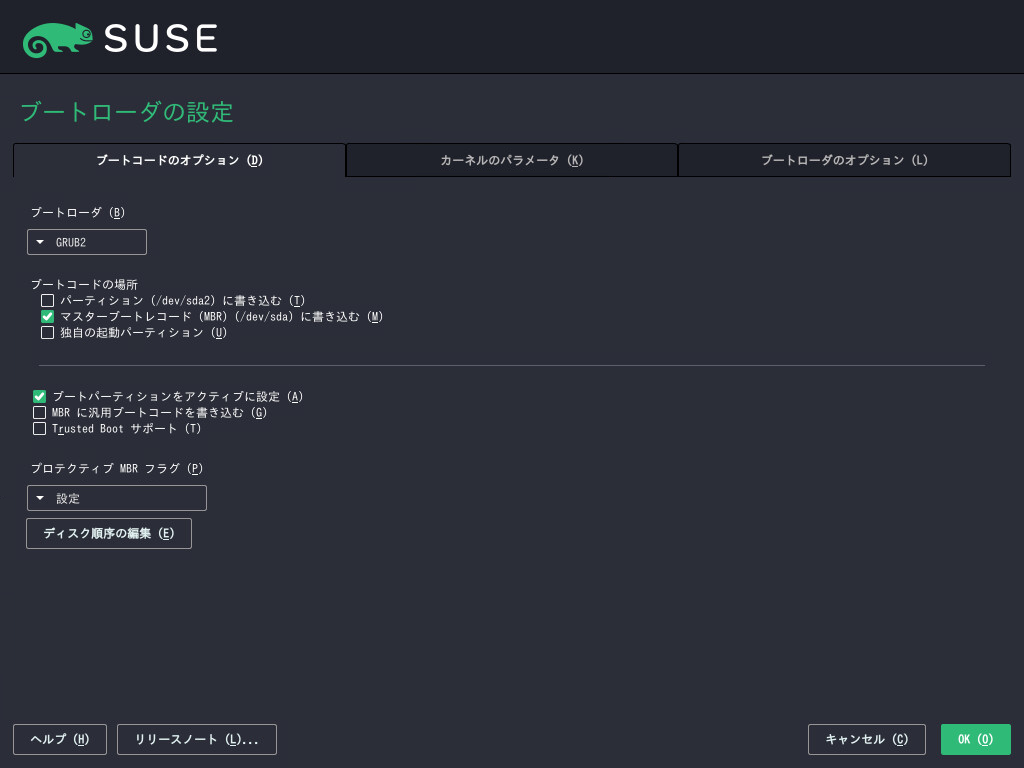 SUSE
ブートローダの設定
ブートコードのオプション (D)
カーネルのパラメータ (K)
ブートローダのオプション (L)
ブートローダ (B)
GRUB2
ブートコードの場所
パーティション (/dev/sda2) に書き込む (T)
マスターブートレコード (MBR) (/dev/sda) に書き込む (M)
独自の起動パーティション (U)
ブートパーティションをアクティブに設定 (A)
MBR に汎用ブートコードを書き込む (G)
Trusted Boot サポート (T)
プロテクティブ MBR フラグ (P)
設定
ディスク順序の編集 (E)
ヘルプ (H)
リリースノート (L)...
キャンセル (C)
OK (O)